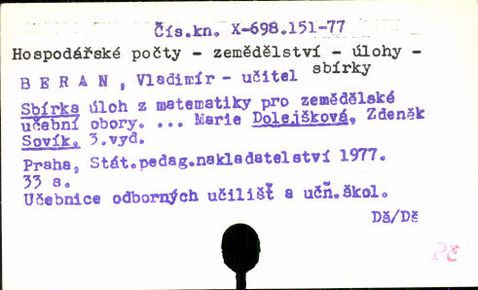 Čís.kn. X-698.151-77
Hospodářské počty - zemědělství - úlohy -
sbírky
BERAN, Vladimír - učitel
Sbírka úloh z matematiky pro zemědělské
učební obory. ... Marie Dolejšková, Zdeněk
Sovík. 3.vyd.
Praha, Stát.pedag.nakladatelství 1977.
33 s.
Učebnice odborných učilišť a učň.škol.
Dš/Dě
Pč